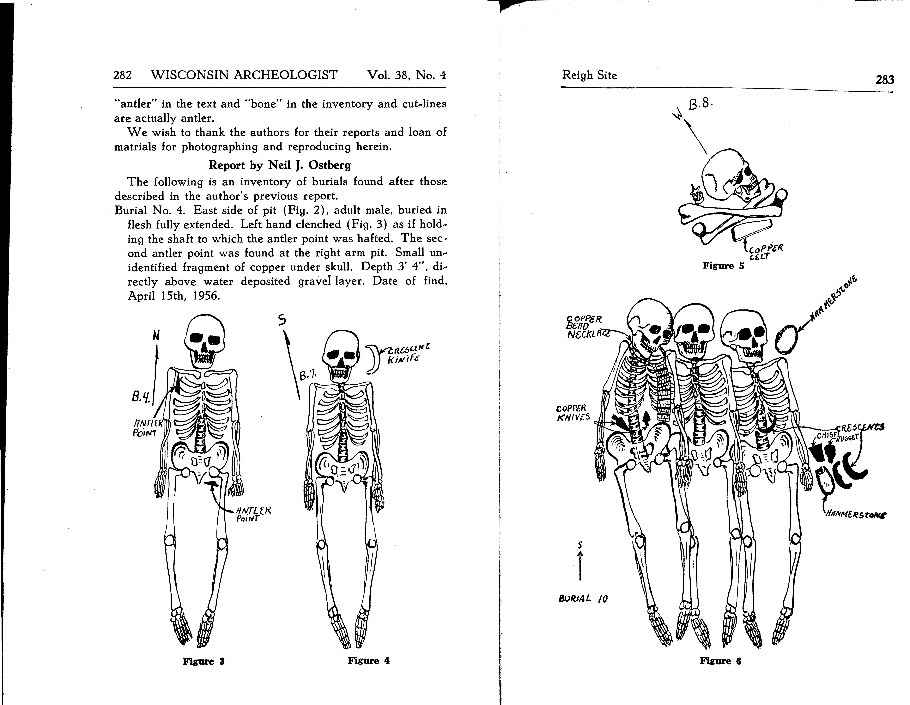 282 WISCONSIN ARCHEOLOGIST Vol. 38, No. 4
"antler" in the text and "bone" in the inventory and cut-lines
are actually antler.
We wish to thank the authors for their reports and loan of
matrials for photographing and reproducing herein.
Report by Neil J. Ostberg
The following is an inventory of burials found after those
described in the author's previous report.
Burial No. 4. East side of pit (Fig. 2), adult male, buried in
flesh fully extended. Left hand clenched (Fig. 3) as if hold-
ing the shaft to which the antler point was hafted. The sec-
ond antler point was found at the right arm pit. Small un-
identified fragment of copper under skull. Depth 3' 4", di-
rectly above water deposited gravel layer. Date of find,
April 15th, 1956.
N
B.4.
ANTLER
POINT
ANTLER
POINT
Figure 3
S
B.7.
CRESCENT
KNIFE
Figure 4
Reigh Site 283
W B.8.
COPPER
CELT
Figure 5
COPPER
BEAD
NECKLACE
HAMMERSTONE
COPPER
KNIVES
CRESCENTS
NUGGET
HAMMERSTONE
S
BURIAL 10
Figure 6